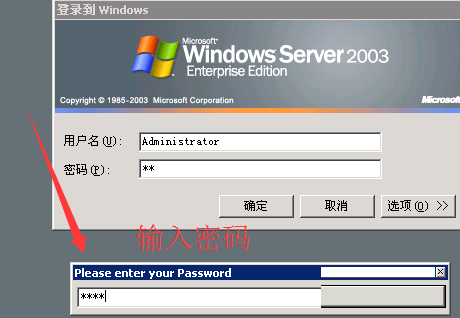 登录到 Windows
Microsoft
Windows Server 2003
Enterprise Edition
Copyright © 1985-2003 Microsoft Corporation
Microsoft
用户名(U):
Administrator
密码(P):
**
确定
取消
选项(O) >>
输入密码
Please enter your Password
****